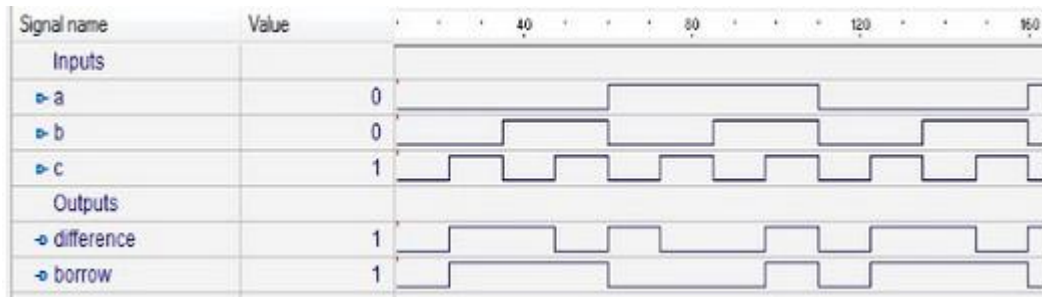 Signal name Value 40 80 120 160
Inputs
a 0
b 0
c 1
Outputs
difference 1
borrow 1